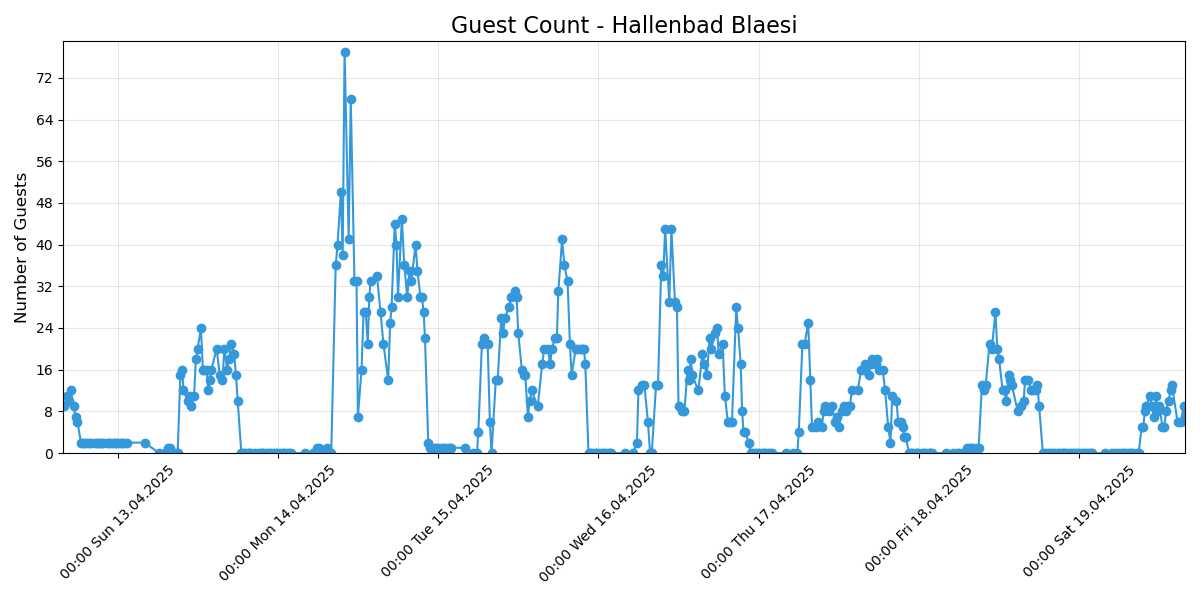 Guest Count - Hallenbad Blaesi
Number of Guests
72
64
56
48
40
32
24
16
8
0
00:00 Sun 13.04.2025
00:00 Mon 14.04.2025
00:00 Tue 15.04.2025
00:00 Wed 16.04.2025
00:00 Thu 17.04.2025
00:00 Fri 18.04.2025
00:00 Sat 19.04.2025